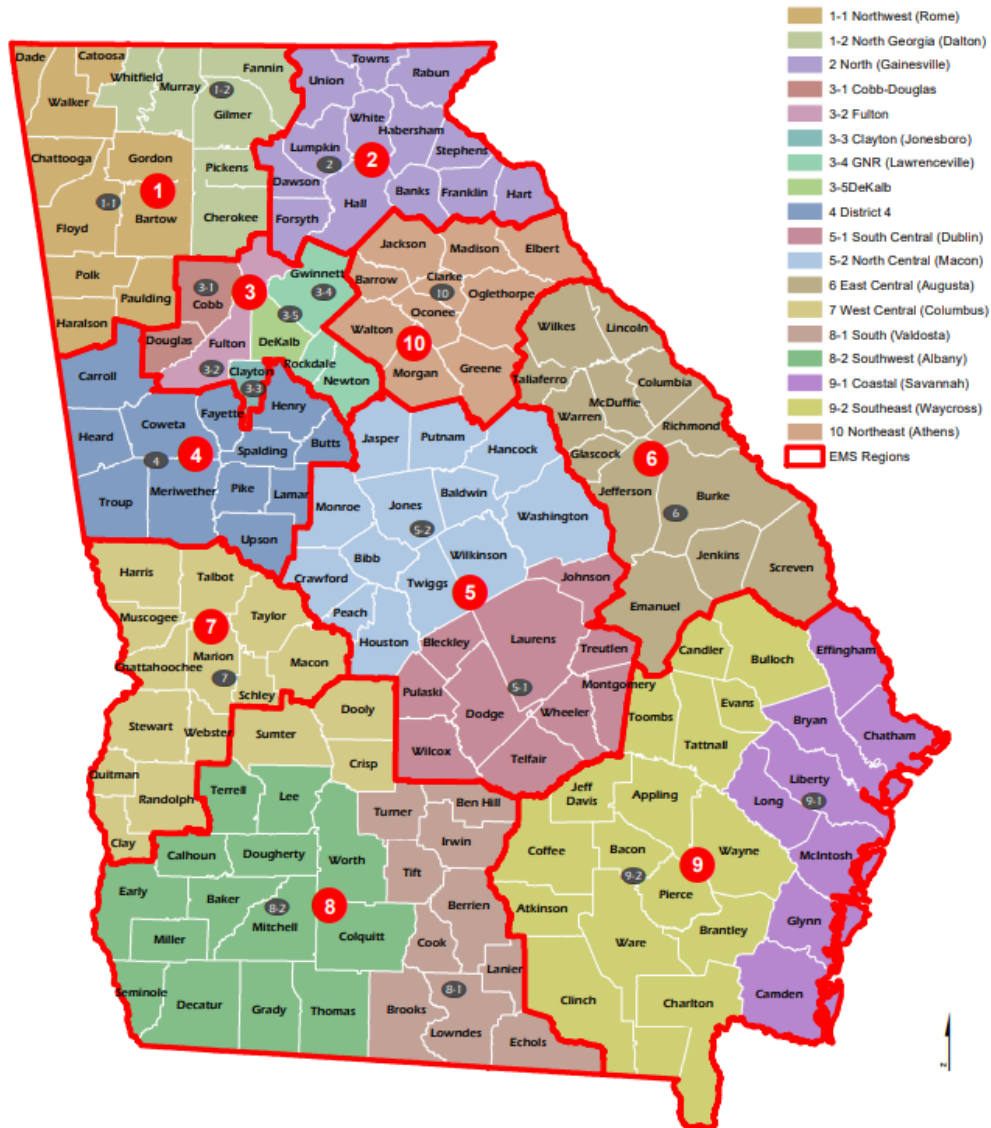 1-1 Northwest (Rome)
1-2 North Georgia (Dalton)
2 North (Gainesville)
3-1 Cobb-Douglas
3-2 Fulton
3-3 Clayton (Jonesboro)
3-4 GNR (Lawrenceville)
3-5DeKalb
4 District 4
5-1 South Central (Dublin)
5-2 North Central (Macon)
6 East Central (Augusta)
7 West Central (Columbus)
8-1 South (Valdosta)
8-2 Southwest (Albany)
9-1 Coastal (Savannah)
9-2 Southeast (Waycross)
10 Northeast (Athens)
EMS Regions
Dade
Catoosa
Whitfield
Murray
Fannin
Walker
1-2
Gilmer
Chattooga
Gordon
Pickens
1
1-1
Bartow
Floyd
Cherokee
Polk
Paulding
Haralson
Towns
Union
Rabun
White
Habersham
Lumpkin
2
2
Stephens
Dawson
Hall
Banks
Franklin
Hart
Forsyth
3-1
Cobb
3
Gwinnett
3-4
3-5
Douglas
Fulton
DeKalb
3-2
Clayton
3-3
Rockdale
Newton
Jackson
Madison
Elbert
Barrow
Clarke
10
Oglethorpe
Oconee
Walton
10
Morgan
Greene
Carroll
Fayette
Henry
Coweta
Heard
4
4
Spalding
Butts
Troup
Meriwether
Pike
Lamar
Upson
Wilkes
Lincoln
Taliaferro
Columbia
McDuffie
Warren
Richmond
Glascock
6
Jefferson
Burke
6
Jenkins
Screven
Emanuel
Jasper
Putnam
Hancock
Monroe
Jones
Baldwin
5-2
Washington
Bibb
Wilkinson
Crawford
Twiggs
5
Peach
Houston
Johnson
Bleckley
Laurens
Treutlen
Pulaski
5-1
Montgomery
Dodge
Wheeler
Wilcox
Telfair
Harris
Talbot
Muscogee
7
Taylor
Chattahoochee
Marion
7
Macon
Schley
Stewart
Webster
Sumter
Dooly
Crisp
Quitman
Randolph
Clay
Terrell
Lee
Calhoun
Dougherty
Worth
Early
Baker
8-2
8
Mitchell
Miller
Colquitt
Seminole
Decatur
Grady
Thomas
Turner
Ben Hill
Irwin
Tift
Berrien
Cook
Lanier
8-1
Brooks
Lowndes
Echols
Candler
Bulloch
Effingham
Toombs
Evans
Bryan
Chatham
Tattnall
Jeff
Davis
Appling
Liberty
Long
9-1
Coffee
Bacon
9-2
9
Wayne
McIntosh
Pierce
Atkinson
Glynn
Ware
Brantley
Clinch
Charlton
Camden
N